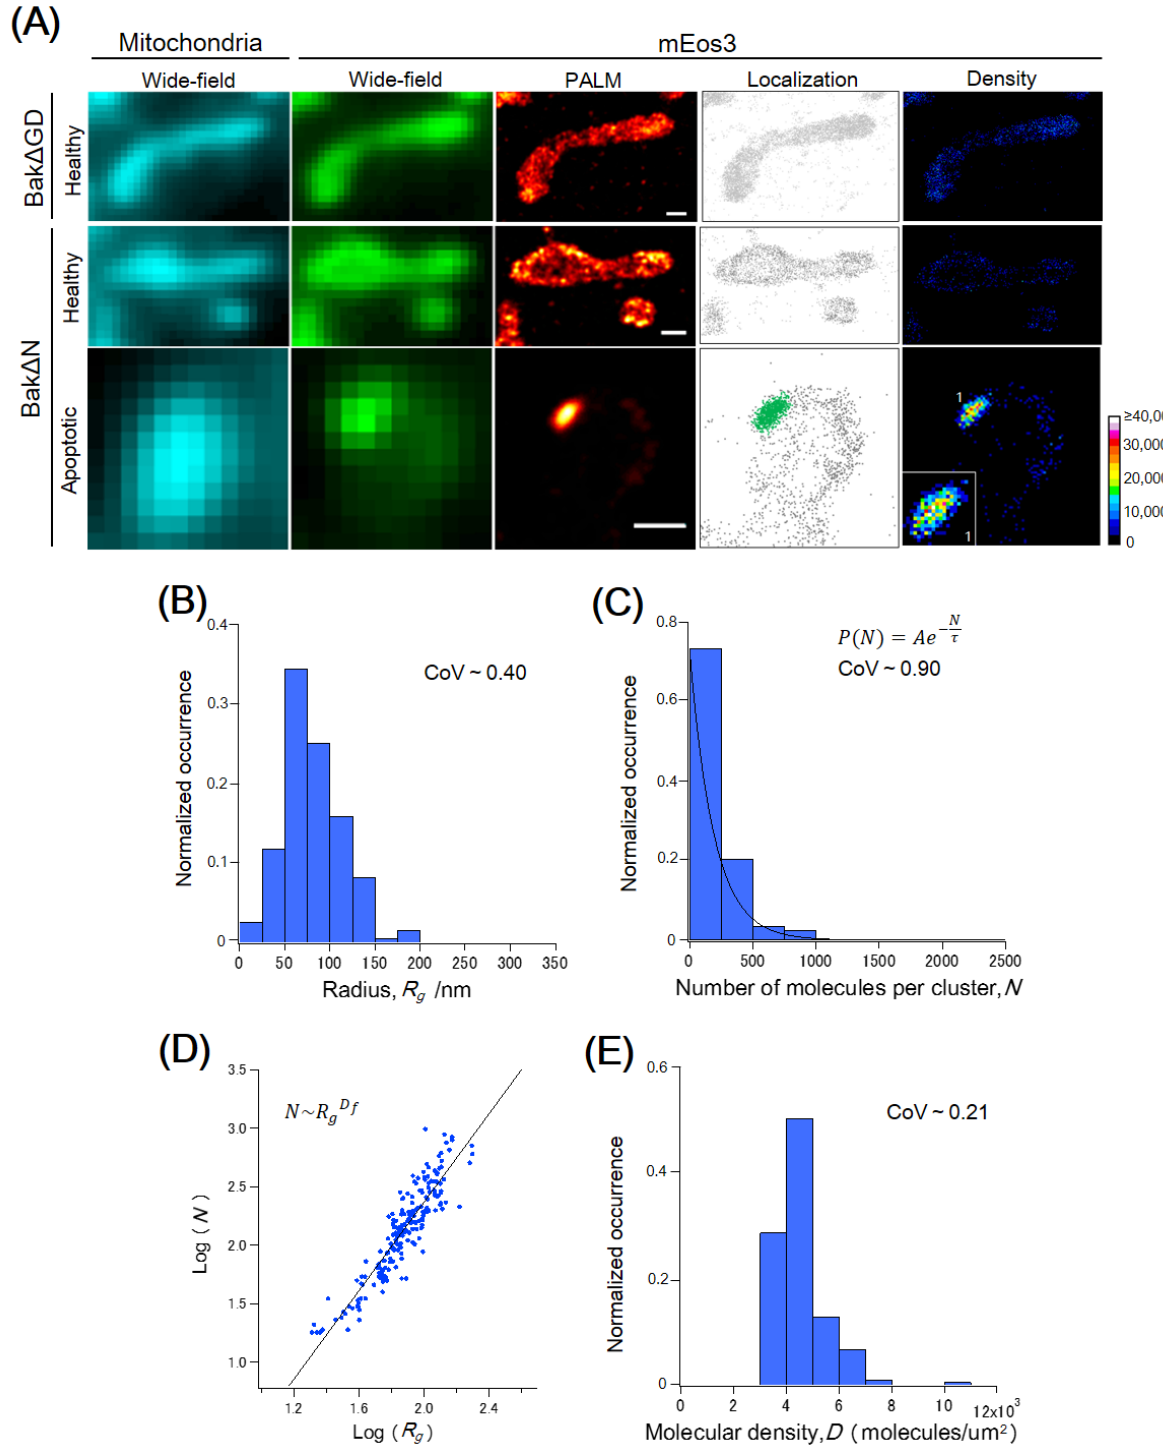 (A)
Mitochondria
mEos3
Wide-field
Wide-field
PALM
Localization
Density
BakΔGD
Healthy
BakΔN
Healthy
Apoptotic
1
1
≥40,00
30,000
20,000
10,000
0
(B)
CoV ~ 0.40
Normalized occurrence
0.4
0.3
0.2
0.1
0
0 50 100 150 200 250 300 350
Radius, Rg /nm
(C)
P(N) = Ae^{-N/τ}
CoV ~ 0.90
Normalized occurrence
0.8
0.6
0.4
0.2
0
0 500 1000 1500 2000 2500
Number of molecules per cluster, N
(D)
N~Rg^{Df}
Log ( N )
3.5
3.0
2.5
2.0
1.5
1.0
1.2 1.6 2.0 2.4
Log (Rg)
(E)
CoV ~ 0.21
Normalized occurrence
0.6
0.4
0.2
0
0 2 4 6 8 10 12x10³
Molecular density, D (molecules/um²)